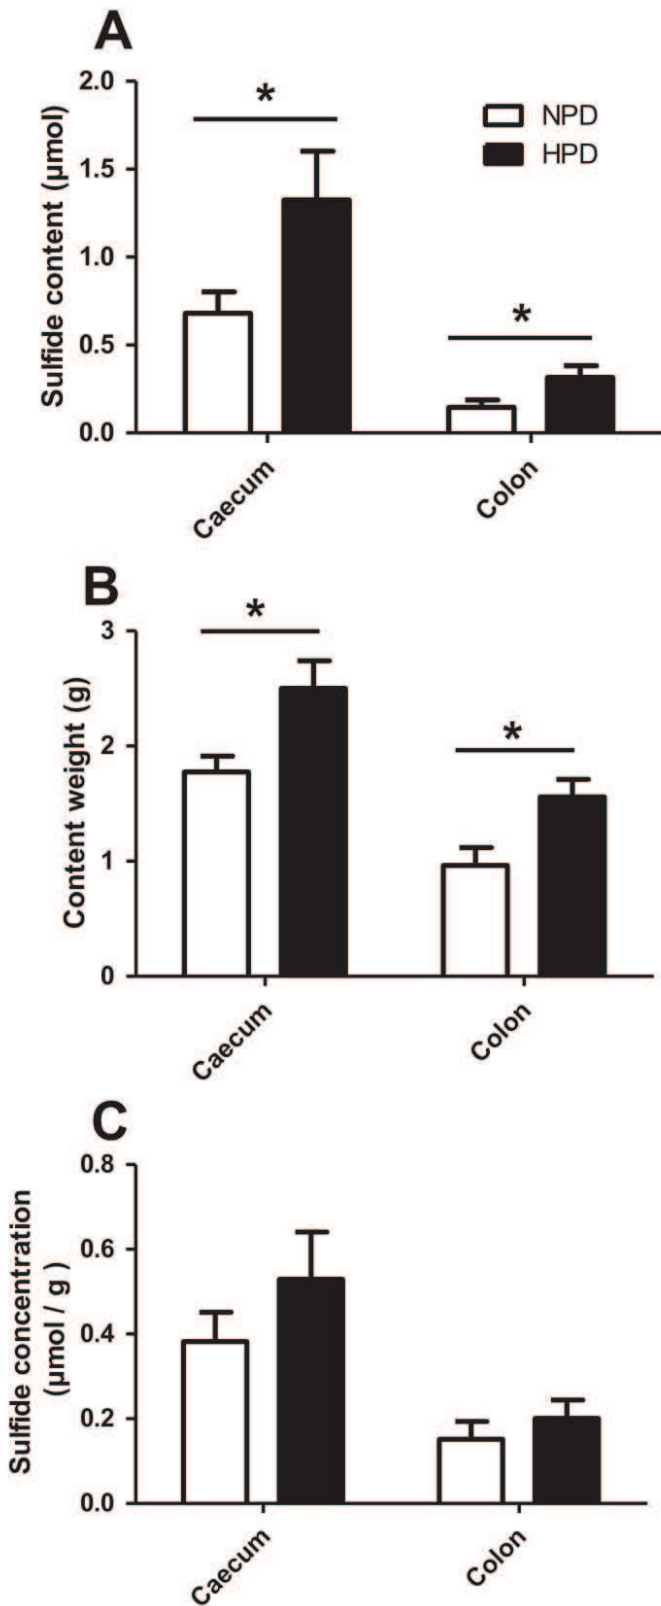 A
Sulfide content (μmol)
2.0
1.5
1.0
0.5
0.0
*
*
NPD
HPD
Caecum
Colon
B
Content weight (g)
3
2
1
0
*
*
Caecum
Colon
C
Sulfide concentration
(μmol / g )
0.8
0.6
0.4
0.2
0.0
Caecum
Colon